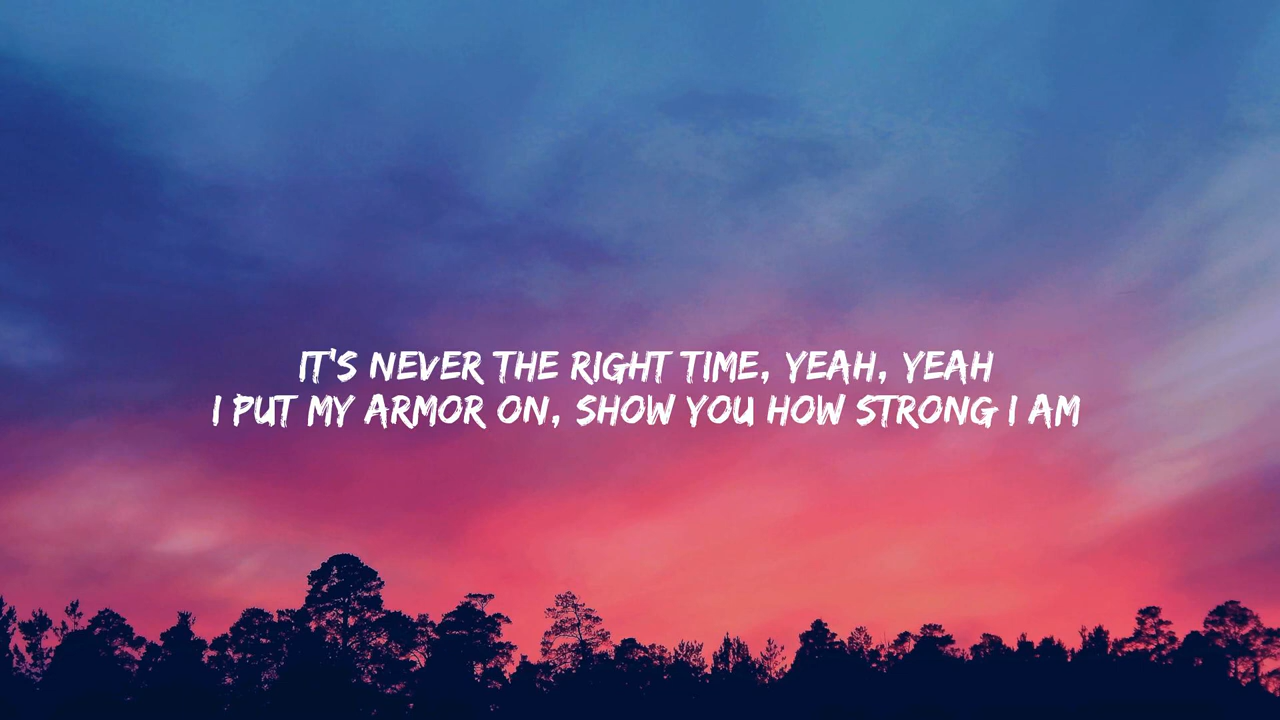 IT'S NEVER THE RIGHT TIME, YEAH, YEAH
I PUT MY ARMOR ON, SHOW YOU HOW STRONG I AM